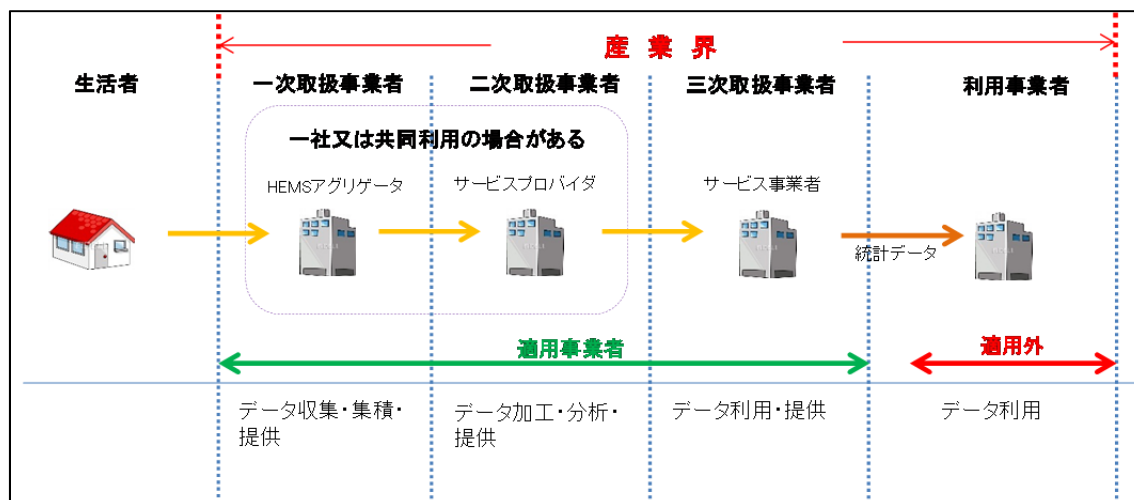 産業界
生活者
一次取扱事業者
二次取扱事業者
三次取扱事業者
利用事業者
一社又は共同利用の場合がある
HEMSアグリゲータ
サービスプロバイダ
サービス事業者
統計データ
適用事業者
適用外
データ収集・集積・
提供
データ加工・分析・
提供
データ利用・提供
データ利用